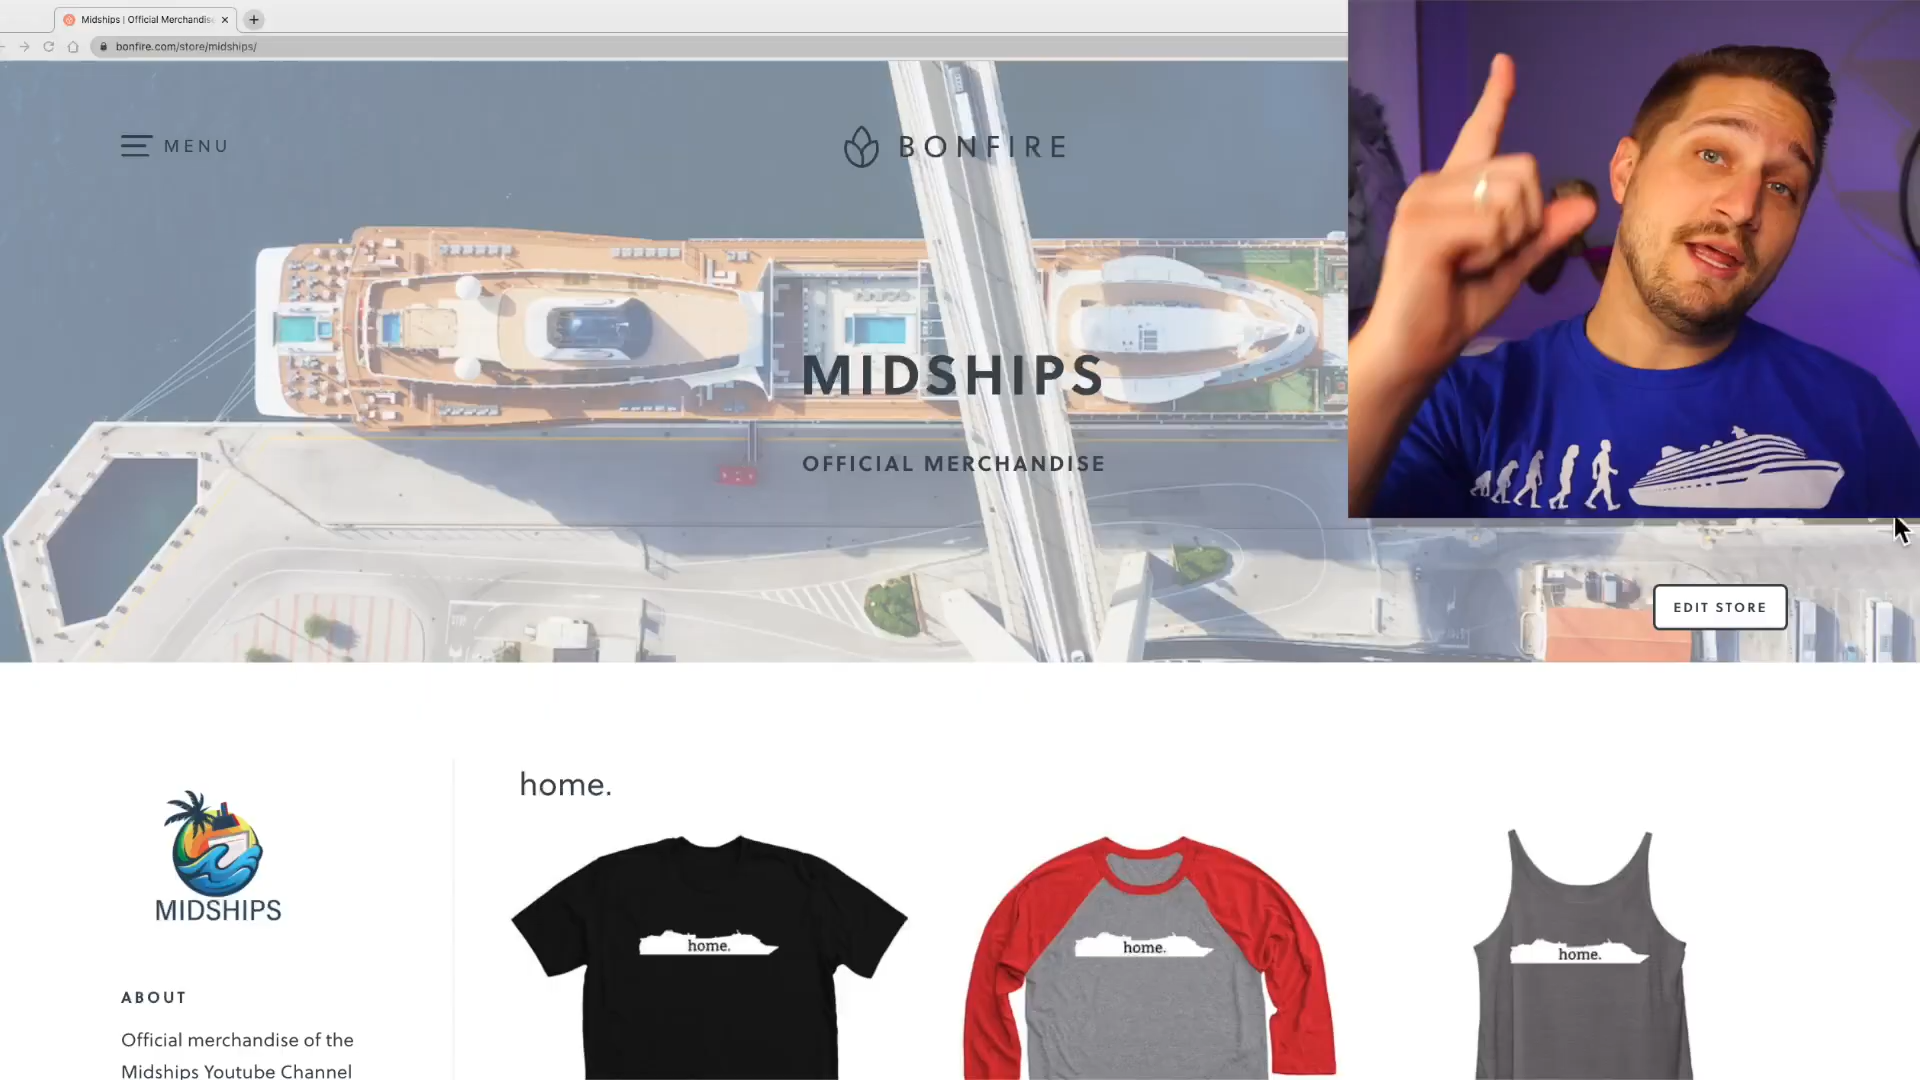 Midships | Official Merchandis
bonfire.com/store/midships/
MENU
BONFIRE
MIDSHIPS
OFFICIAL MERCHANDISE
EDIT STORE
home.
home.
home.
home.
MIDSHIPS
ABOUT
Official merchandise of the
Midships Youtube Channel